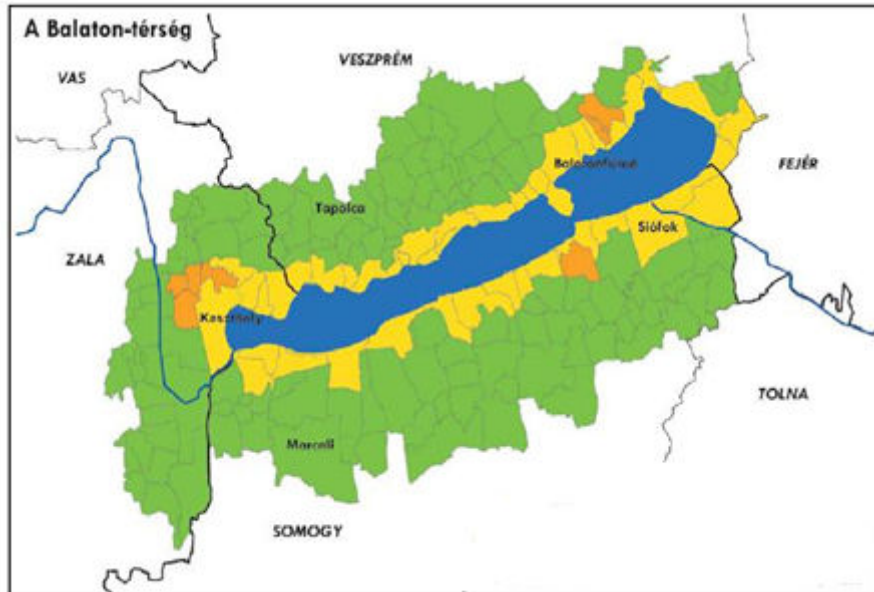 A Balaton-térség
VESZPRÉM
VAS
Balatonfüred
FEJÉR
Tapolca
Siófok
ZALA
Keszthely
TOLNA
Marcali
SOMOGY